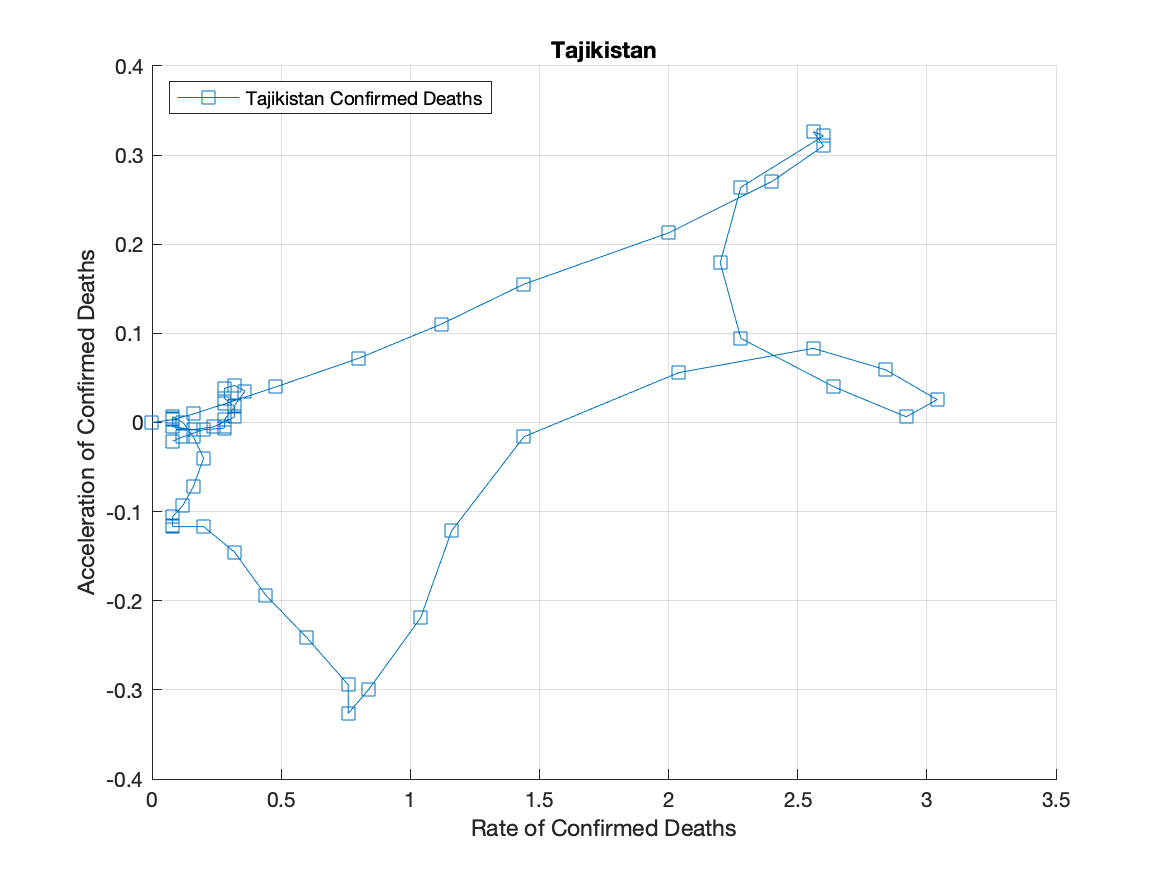 Tajikistan
Tajikistan Confirmed Deaths
0.4
0.3
0.2
0.1
0
-0.1
-0.2
-0.3
-0.4
Acceleration of Confirmed Deaths
0 0.5 1 1.5 2 2.5 3 3.5
Rate of Confirmed Deaths